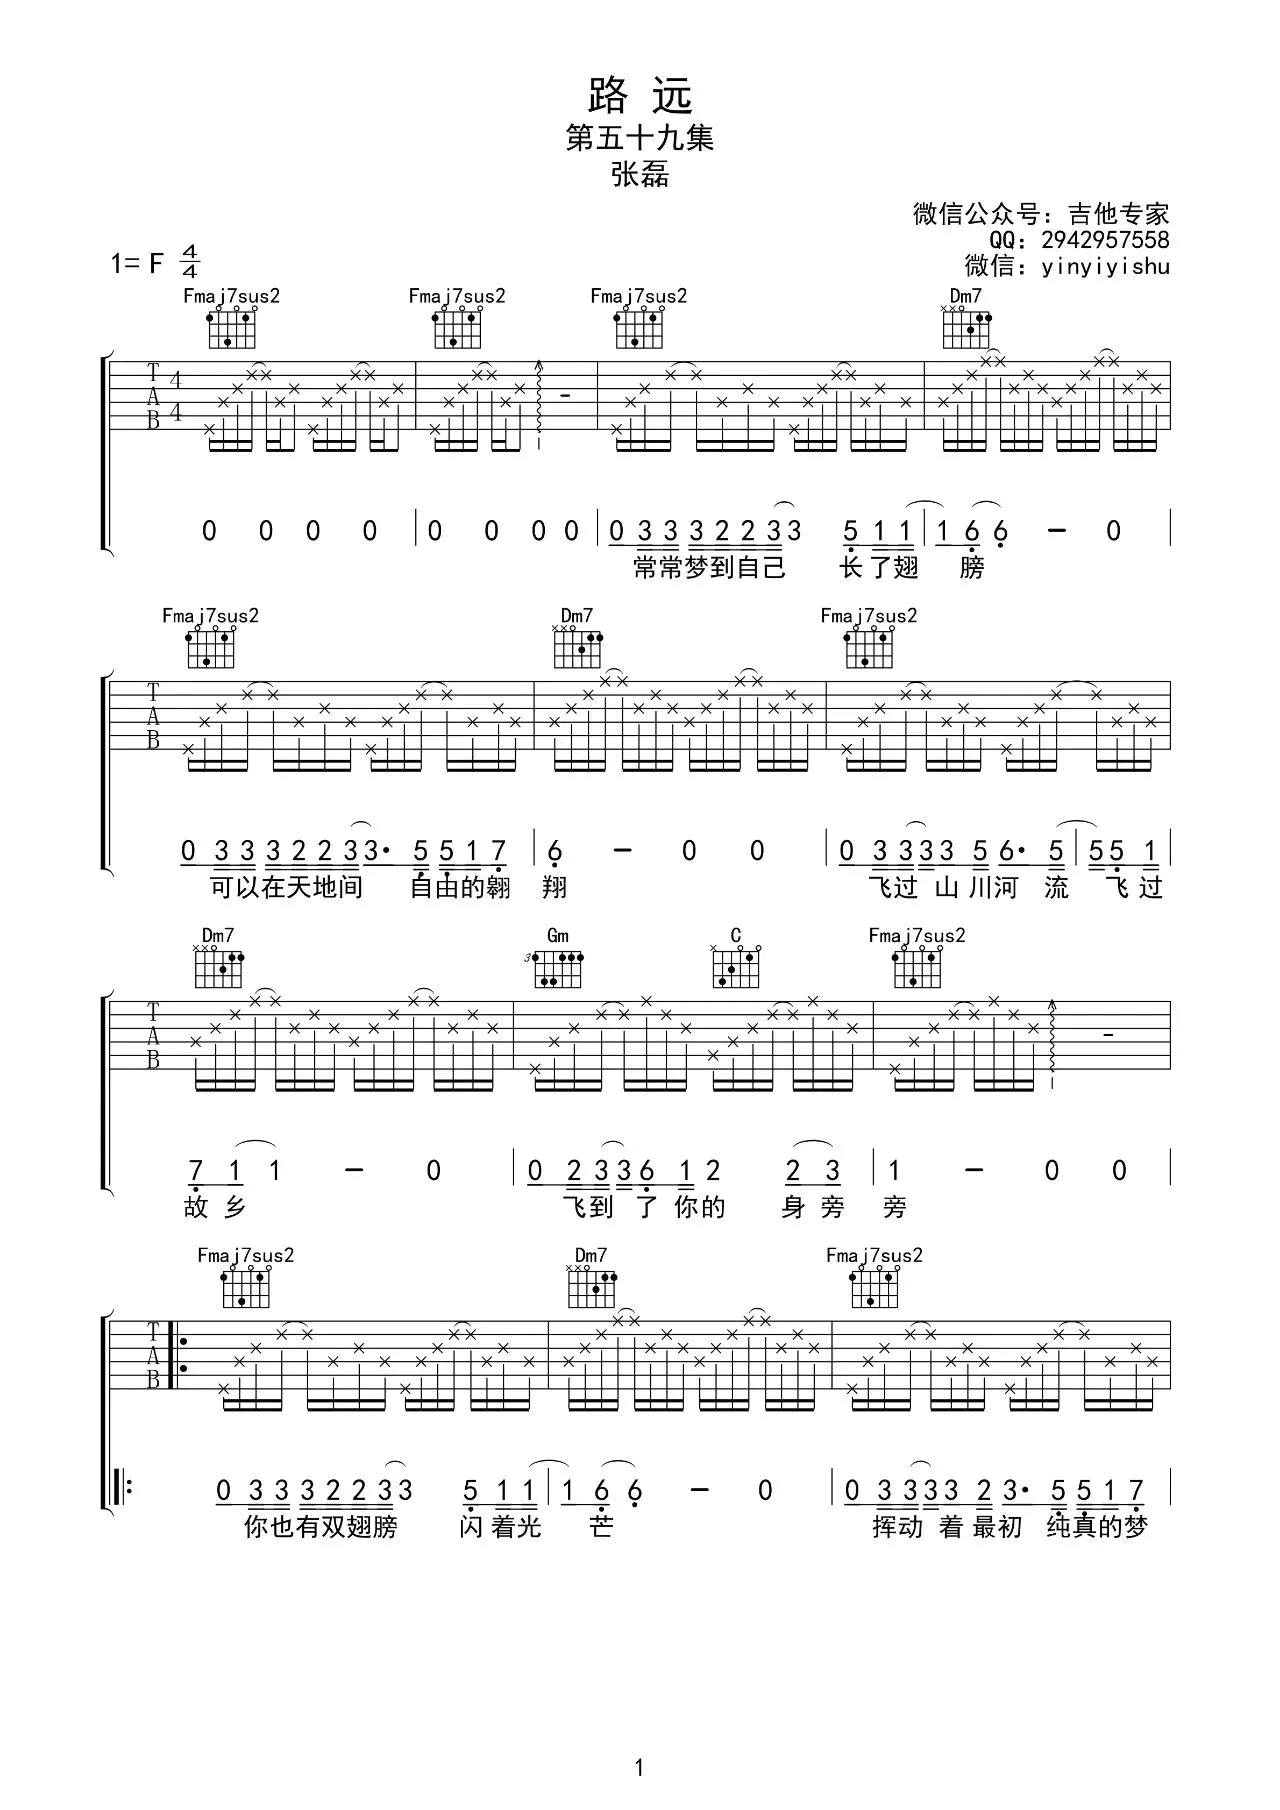 路 远
第五十九集
张磊
微信公众号：吉他专家
QQ：2942957558
微信：yinyiyishu
1= F 4/4
Fmaj7sus2 Fmaj7sus2 Fmaj7sus2 Dm7
T A B 4 4
0 0 0 0 | 0 0 0 0 | 0 3 3 3 2 2 3 3 5 1 1 | 1 6 6 - 0 |
常常梦到自己 长了翅 膀
Fmaj7sus2 Dm7 Fmaj7sus2
T A B
0 3 3 3 2 2 3 3· 5 5 1 7 | 6 - 0 0 | 0 3 3 3 3 5 6· 5 | 5 5 1
可以在天地间 自由的翱 翔 飞过 山 川河 流 飞 过
Dm7 Gm C Fmaj7sus2
3
T A B
7 1 1 - 0 | 0 2 3 3 6 1 2 2 3 | 1 - 0 0 |
故 乡 飞到 了 你的 身 旁 旁
Fmaj7sus2 Dm7 Fmaj7sus2
T A B
0 3 3 3 2 2 3 3 5 1 1 | 1 6 6 - 0 | 0 3 3 3 3 2 3· 5 5 1 7 |
你也有双翅膀 闪着光 芒 挥动 着 最初 纯真的梦
1